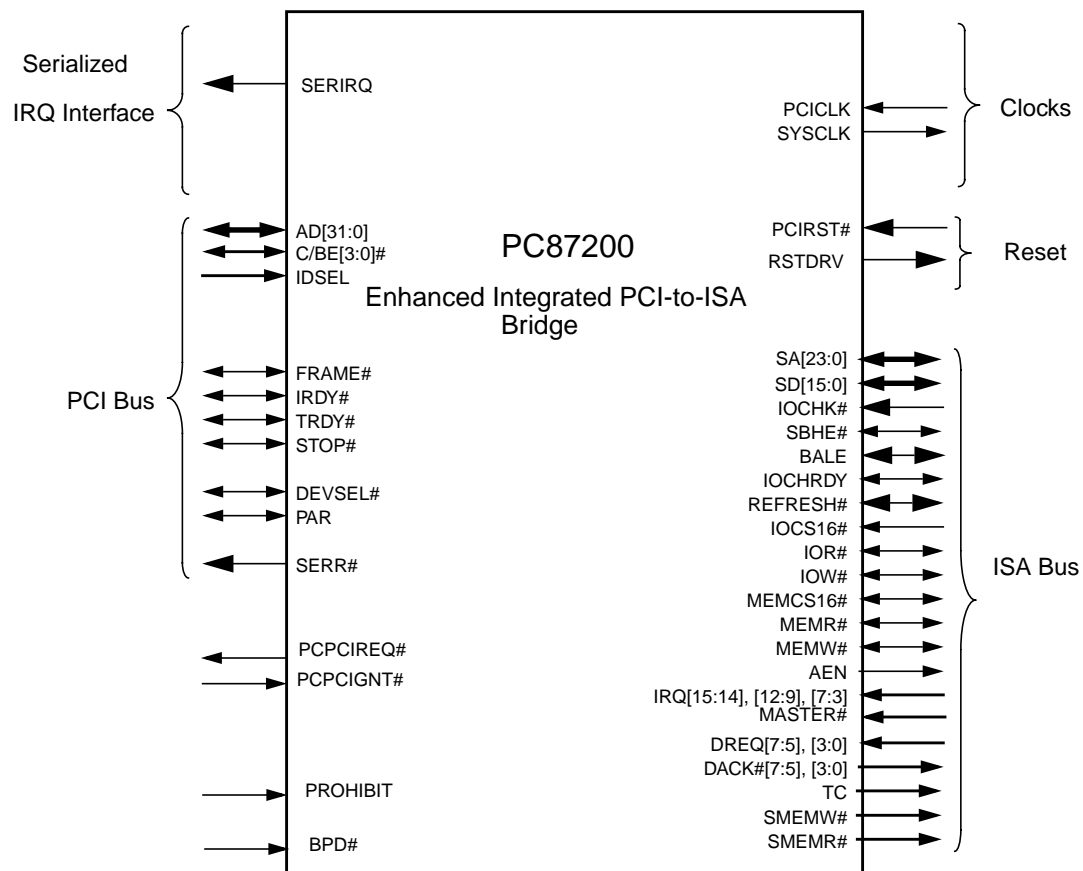 Serialized
IRQ Interface
SERIRQ
PCICLK
SYSCLK
Clocks
AD[31:0]
C/BE[3:0]#
IDSEL
PC87200
Enhanced Integrated PCI-to-ISA
Bridge
PCIRST#
RSTDRV
Reset
PCI Bus
FRAME#
IRDY#
TRDY#
STOP#
DEVSEL#
PAR
SERR#
PCPCIREQ#
PCPCIGNT#
PROHIBIT
BPD#
SA[23:0]
SD[15:0]
IOCHK#
SBHE#
BALE
IOCHRDY
REFRESH#
IOCS16#
IOR#
IOW#
MEMCS16#
MEMR#
MEMW#
AEN
IRQ[15:14], [12:9], [7:3]
MASTER#
DREQ[7:5], [3:0]
DACK#[7:5], [3:0]
TC
SMEMW#
SMEMR#
ISA Bus